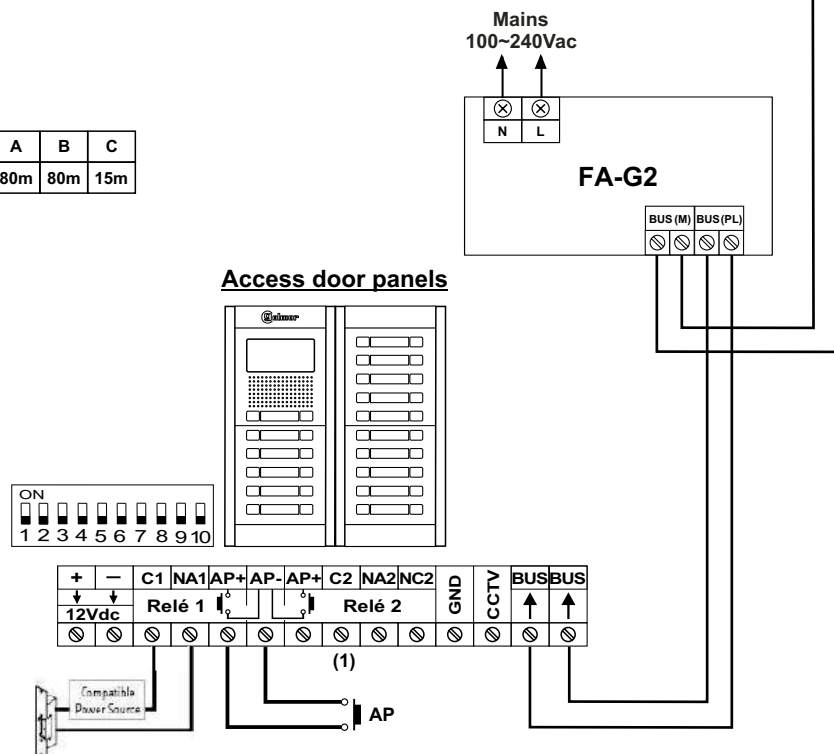 Mains
100~240Vac
N L
FA-G2
BUS (M) BUS (PL)
A B C
80m 80m 15m
Access door panels
Golmar
ON
1 2 3 4 5 6 7 8 9 10
+ – C1 NA1 AP+ AP- AP+ C2 NA2 NC2 GND CCTV BUS BUS
12Vdc Relé 1 Relé 2
(1)
Compatible
Power Source
AP